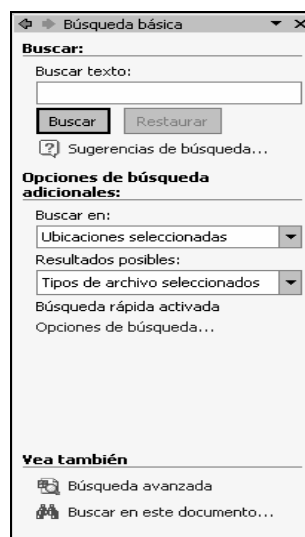 Búsqueda básica
Buscar:
Buscar texto:
Buscar
Restaurar
Sugerencias de búsqueda...
Opciones de búsqueda
adicionales:
Buscar en:
Ubicaciones seleccionadas
Resultados posibles:
Tipos de archivo seleccionados
Búsqueda rápida activada
Opciones de búsqueda...
Vea también
Búsqueda avanzada
Buscar en este documento...